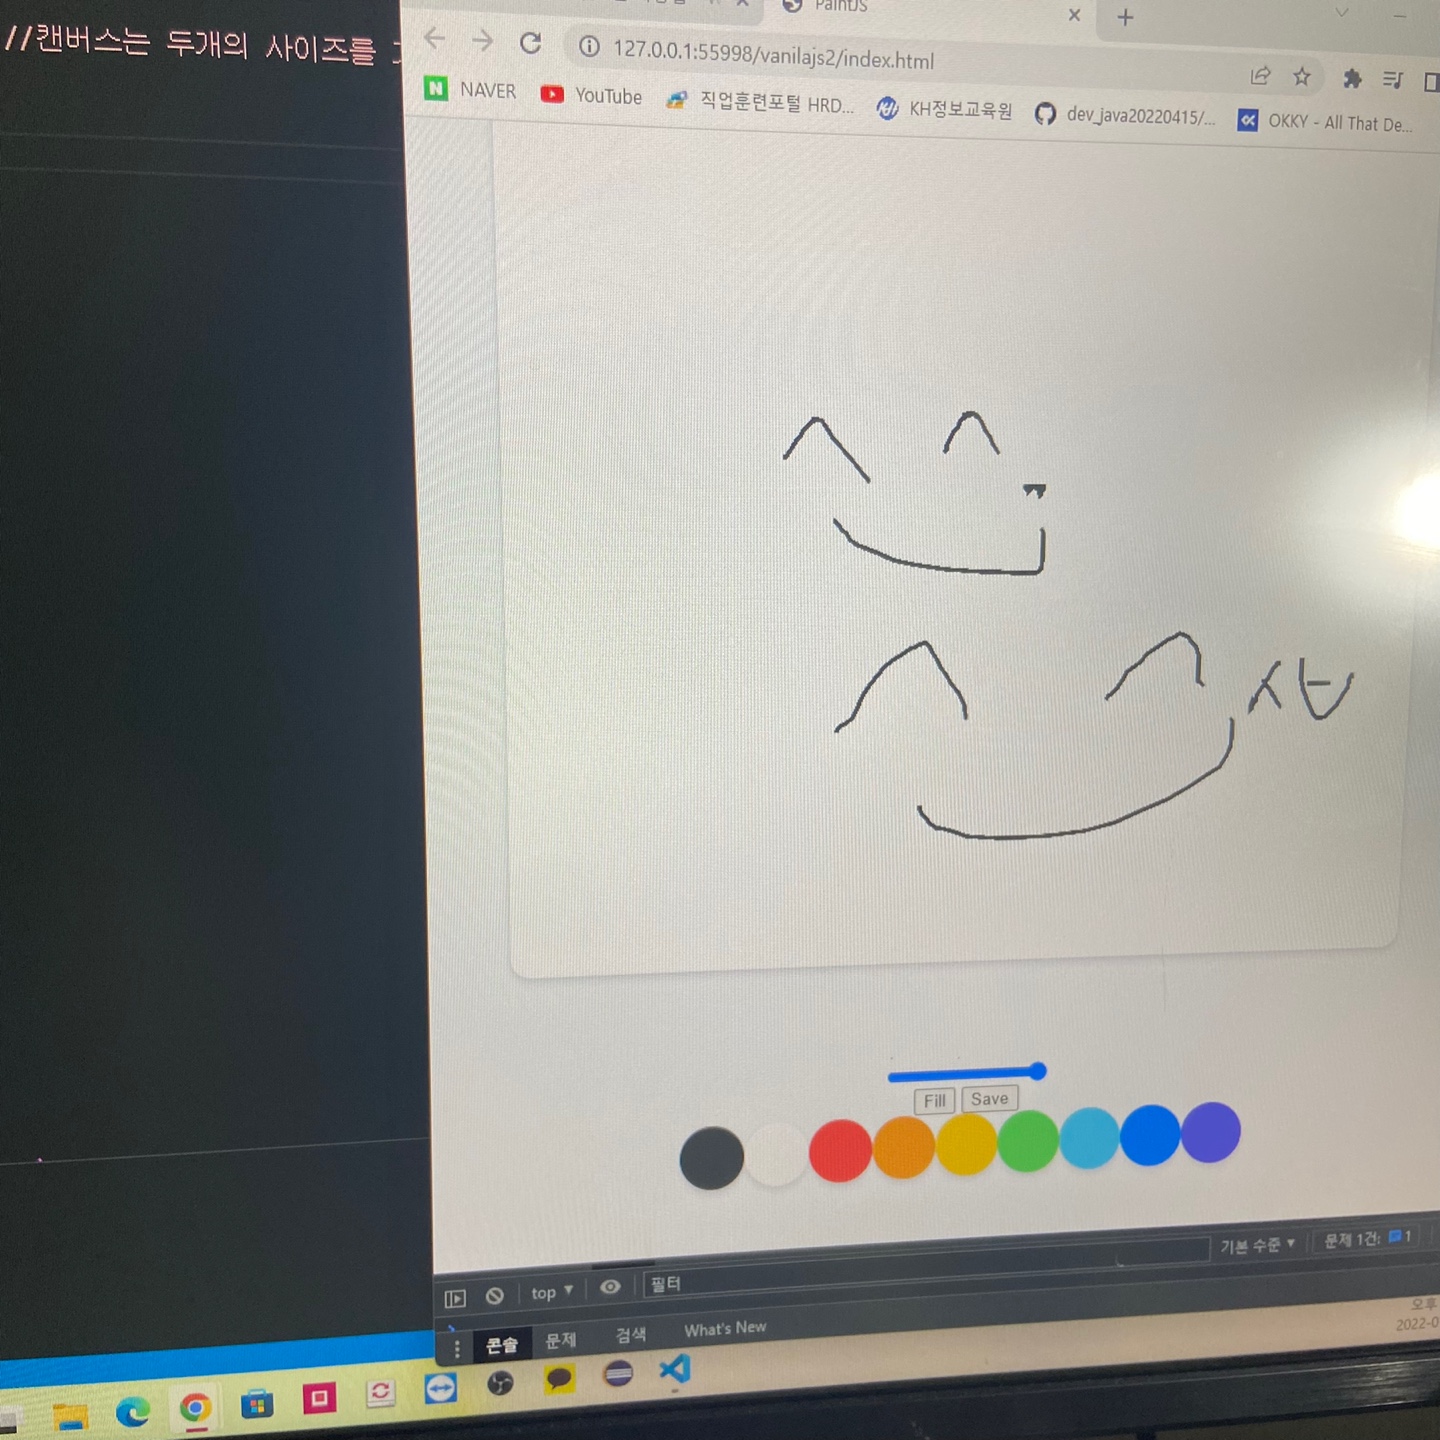 //캔버스는 두개의 사이즈를
PaintJS
127.0.0.1:55998/vanilajs2/index.html
NAVER
YouTube
직업훈련포털 HRD...
KH정보교육원
dev_java20220415/...
OKKY - All That De...
Fill
Save
기본 수준
문제 1건:
1
top
필터
콘솔
문제
검색
What's New
오후
2022-0